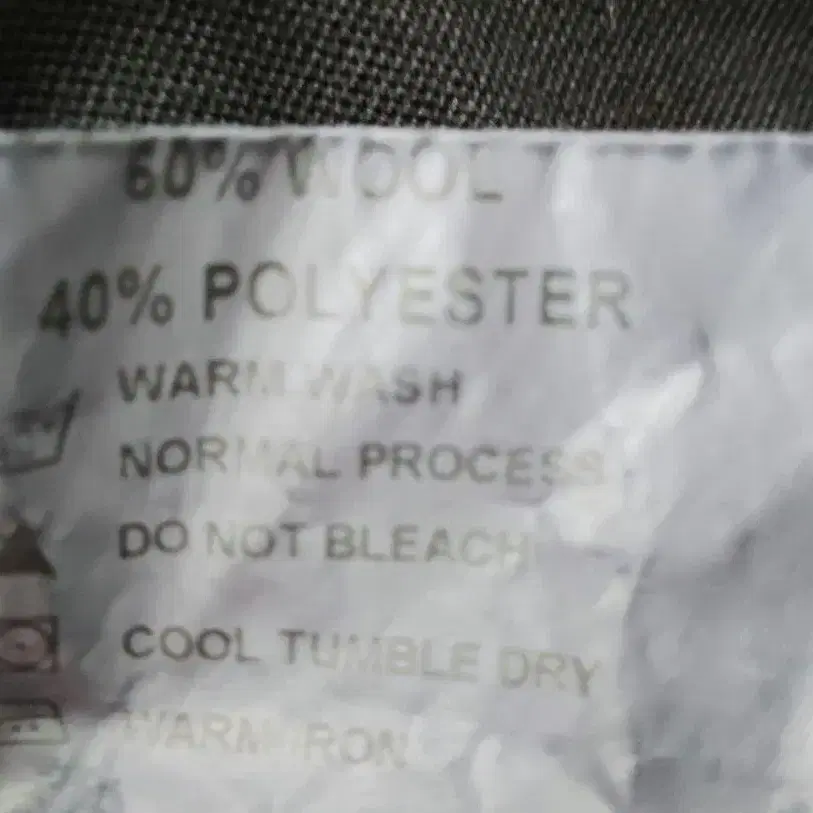 60% WOOL
40% POLYESTER
WARM WASH
NORMAL PROCESS
DO NOT BLEACH
COOL TUMBLE DRY
WARM IRON